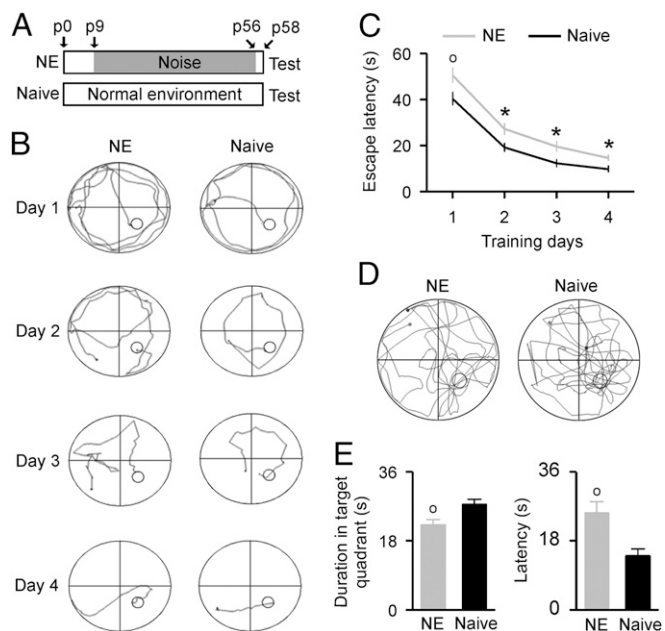 A
p0 p9 p56 p58
NE Noise Test
Naive Normal environment Test
B
NE Naive
Day 1
Day 2
Day 3
Day 4
C
NE Naive
Escape latency (s)
60
40
20
0
o
*
*
*
1 2 3 4
Training days
D
NE Naive
E
Duration in target
quadrant (s)
36
18
0
o
NE Naive
Latency (s)
36
18
0
o
NE Naive